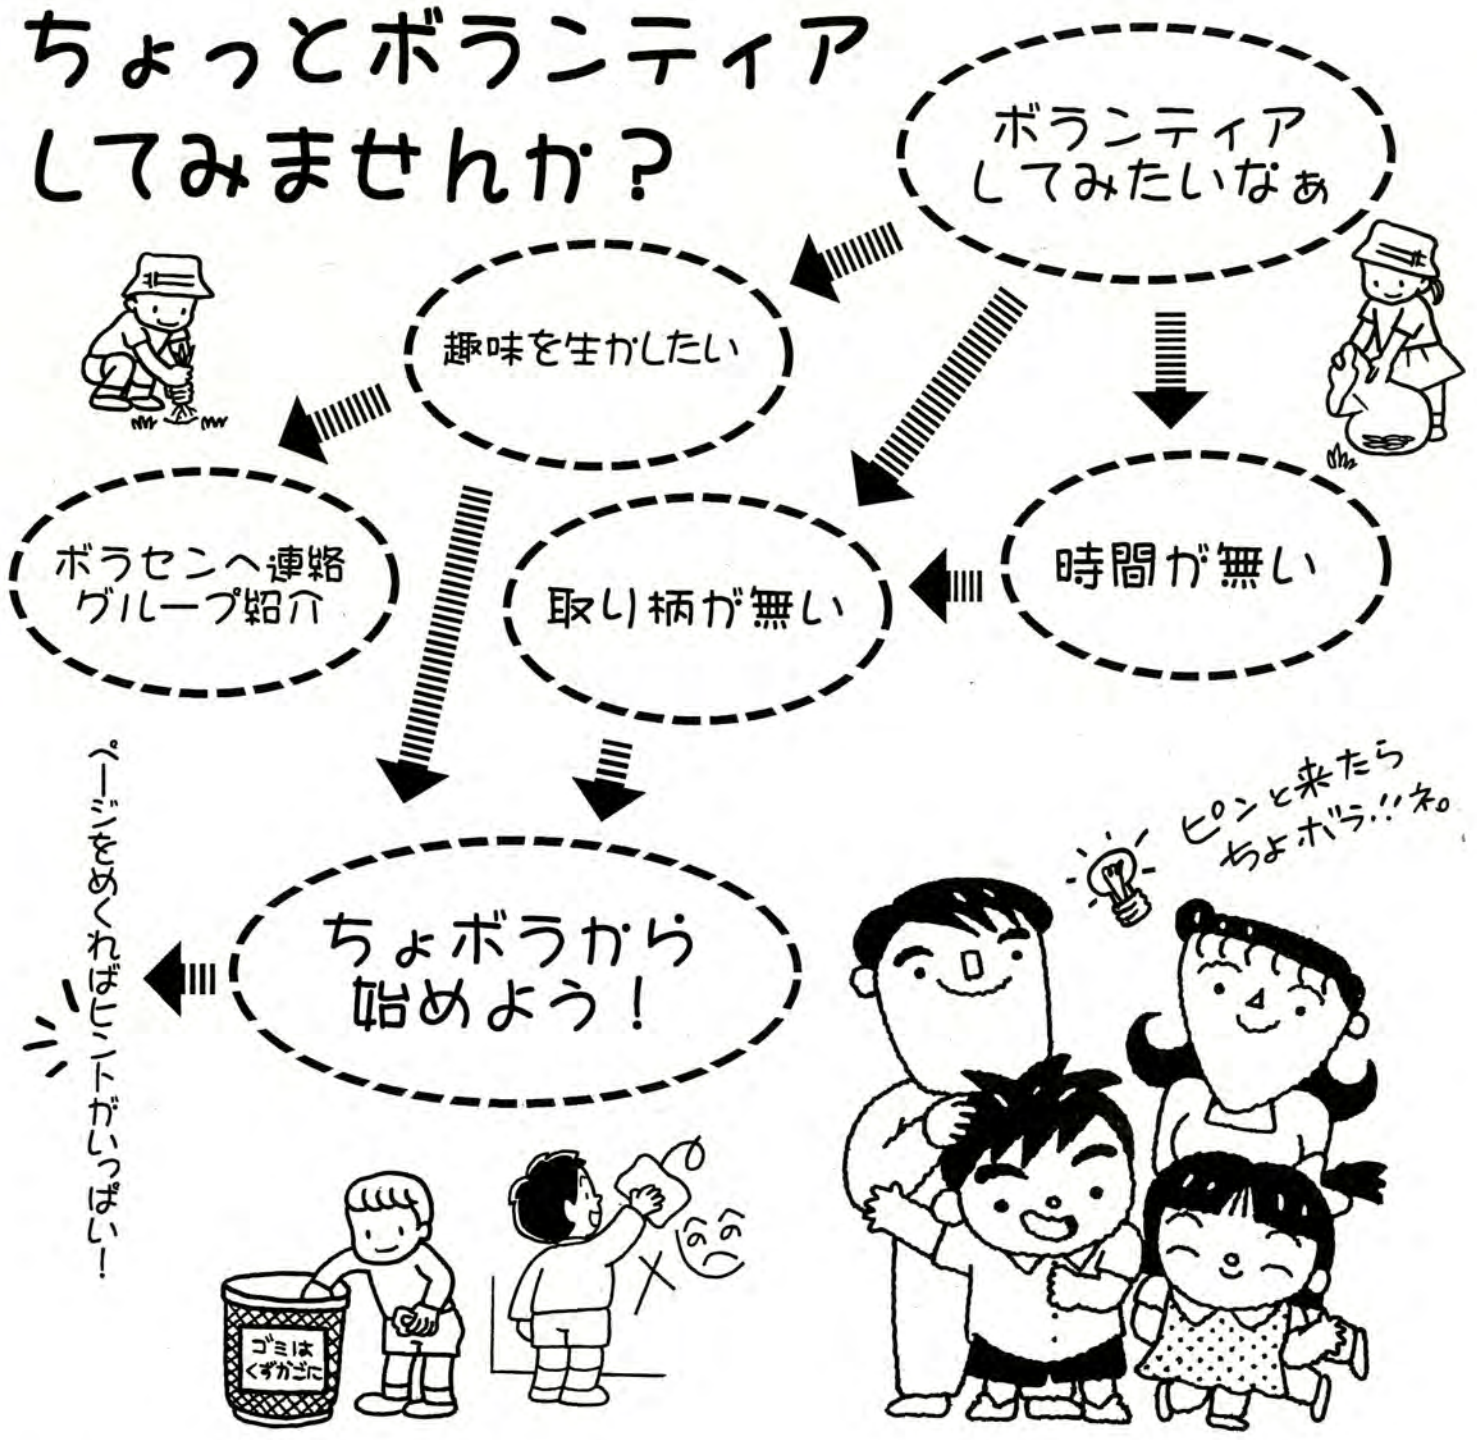 ちょっとボランティア
してみませんか？
ボランティア
してみたいなぁ
趣味を生かしたい
ボラセンへ連絡
グループ紹介
取り柄が無い
時間が無い
ピンと来たら
ちょボラ!!ネ。
ちょボラから
始めよう！
ページをめくればヒントがいっぱい！
ゴミは
くずかごに